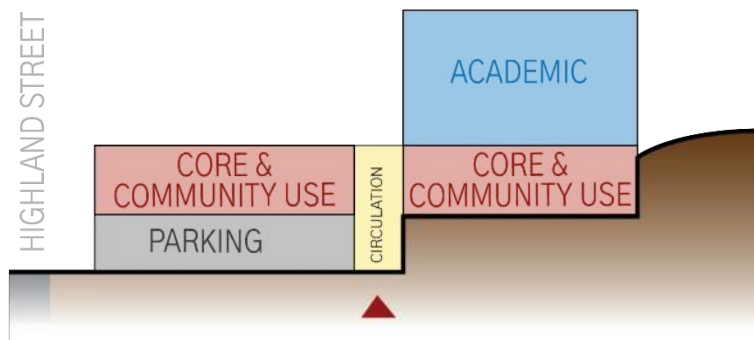 HIGHLAND STREET
ACADEMIC
CORE &
COMMUNITY USE
CIRCULATION
CORE &
COMMUNITY USE
PARKING